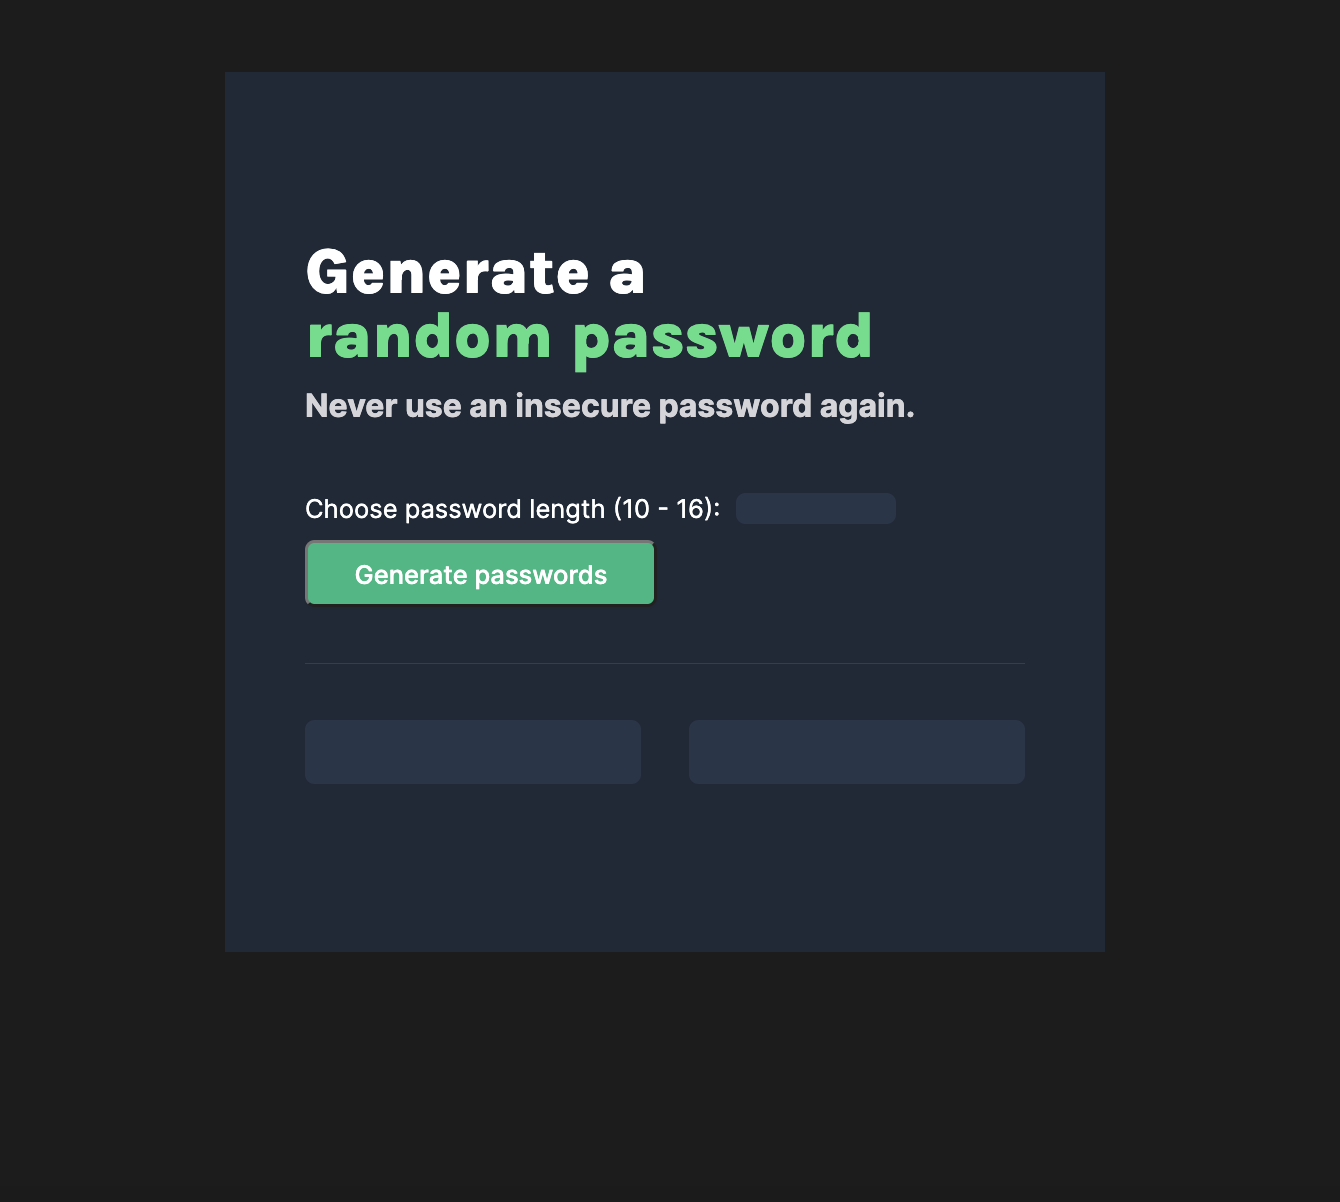 Generate a
random password
Never use an insecure password again.
Choose password length (10 - 16):
Generate passwords